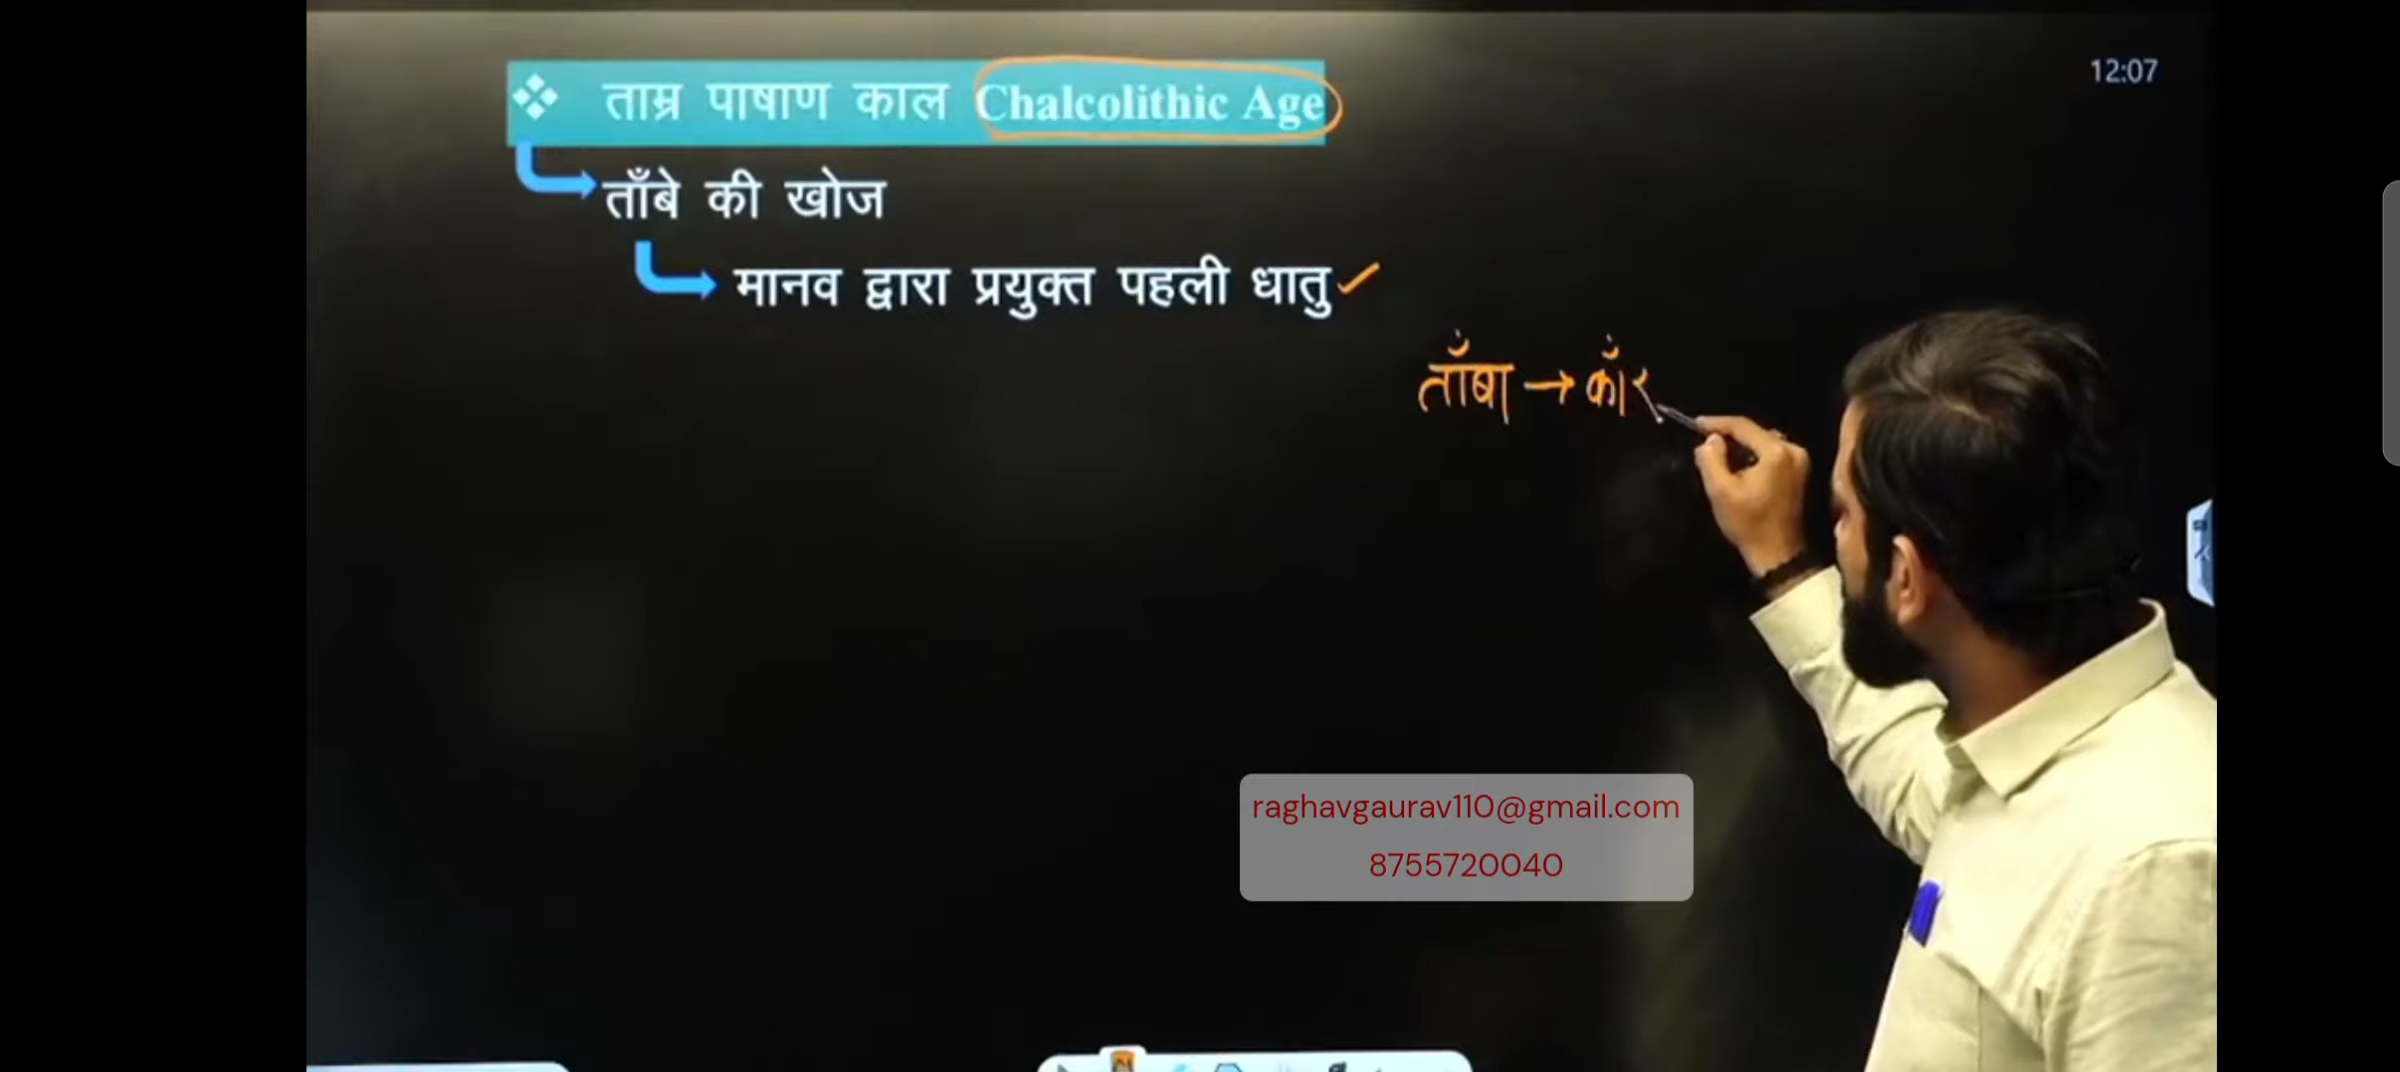 12:07
❖ ताम्र पाषाण काल Chalcolithic Age
ताँबे की खोज
मानव द्वारा प्रयुक्त पहली धातु
ताँबा → काँस
raghavgaurav110@gmail.com
8755720040